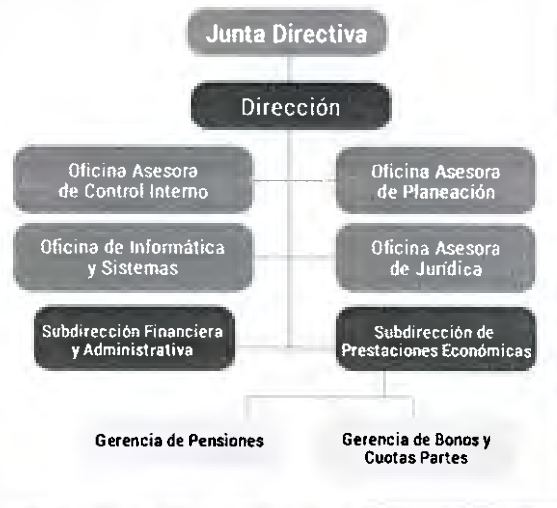 Junta Directiva
Dirección
Oficina Asesora
de Control Interno
Oficina Asesora
de Planeación
Oficina de Informática
y Sistemas
Oficina Asesora
de Jurídica
Subdirección Financiera
y Administrativa
Subdirección de
Prestaciones Económicas
Gerencia de Pensiones
Gerencia de Bonos y
Cuotas Partes